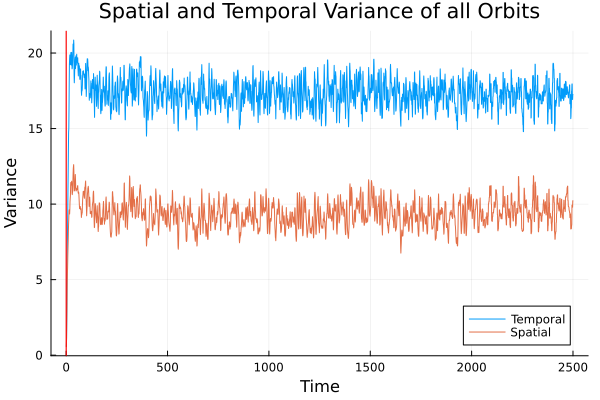 Spatial and Temporal Variance of all Orbits
20
15
10
5
0
Variance
0 500 1000 1500 2000 2500
Time
Temporal
Spatial